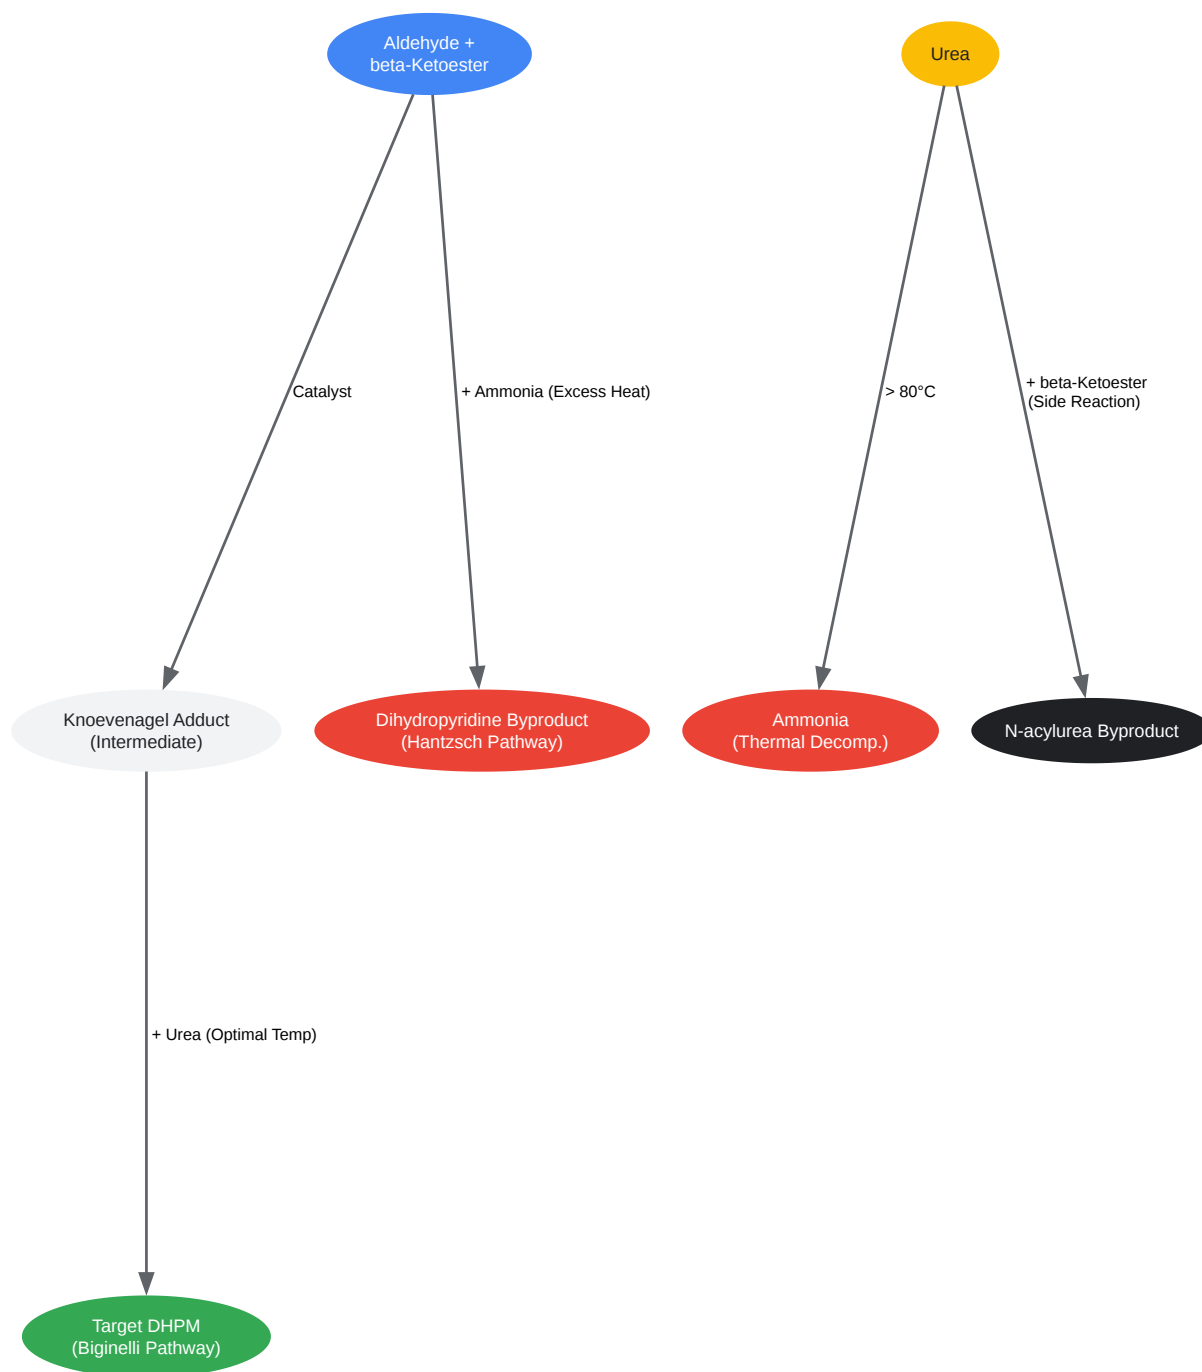 Aldehyde +
beta-Ketoester
Urea
Catalyst
+ Ammonia (Excess Heat)
> 80°C
+ beta-Ketoester
(Side Reaction)
Knoevenagel Adduct
(Intermediate)
Dihydropyridine Byproduct
(Hantzsch Pathway)
Ammonia
(Thermal Decomp.)
N-acylurea Byproduct
+ Urea (Optimal Temp)
Target DHPM
(Biginelli Pathway)